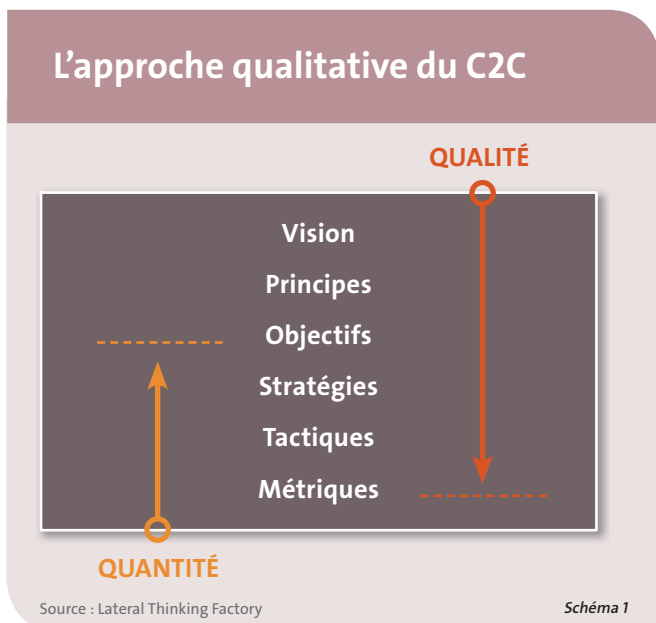 L'approche qualitative du C2C
QUALITÉ
Vision
Principes
Objectifs
Stratégies
Tactiques
Métriques
QUANTITÉ
Source : Lateral Thinking Factory
Schéma 1